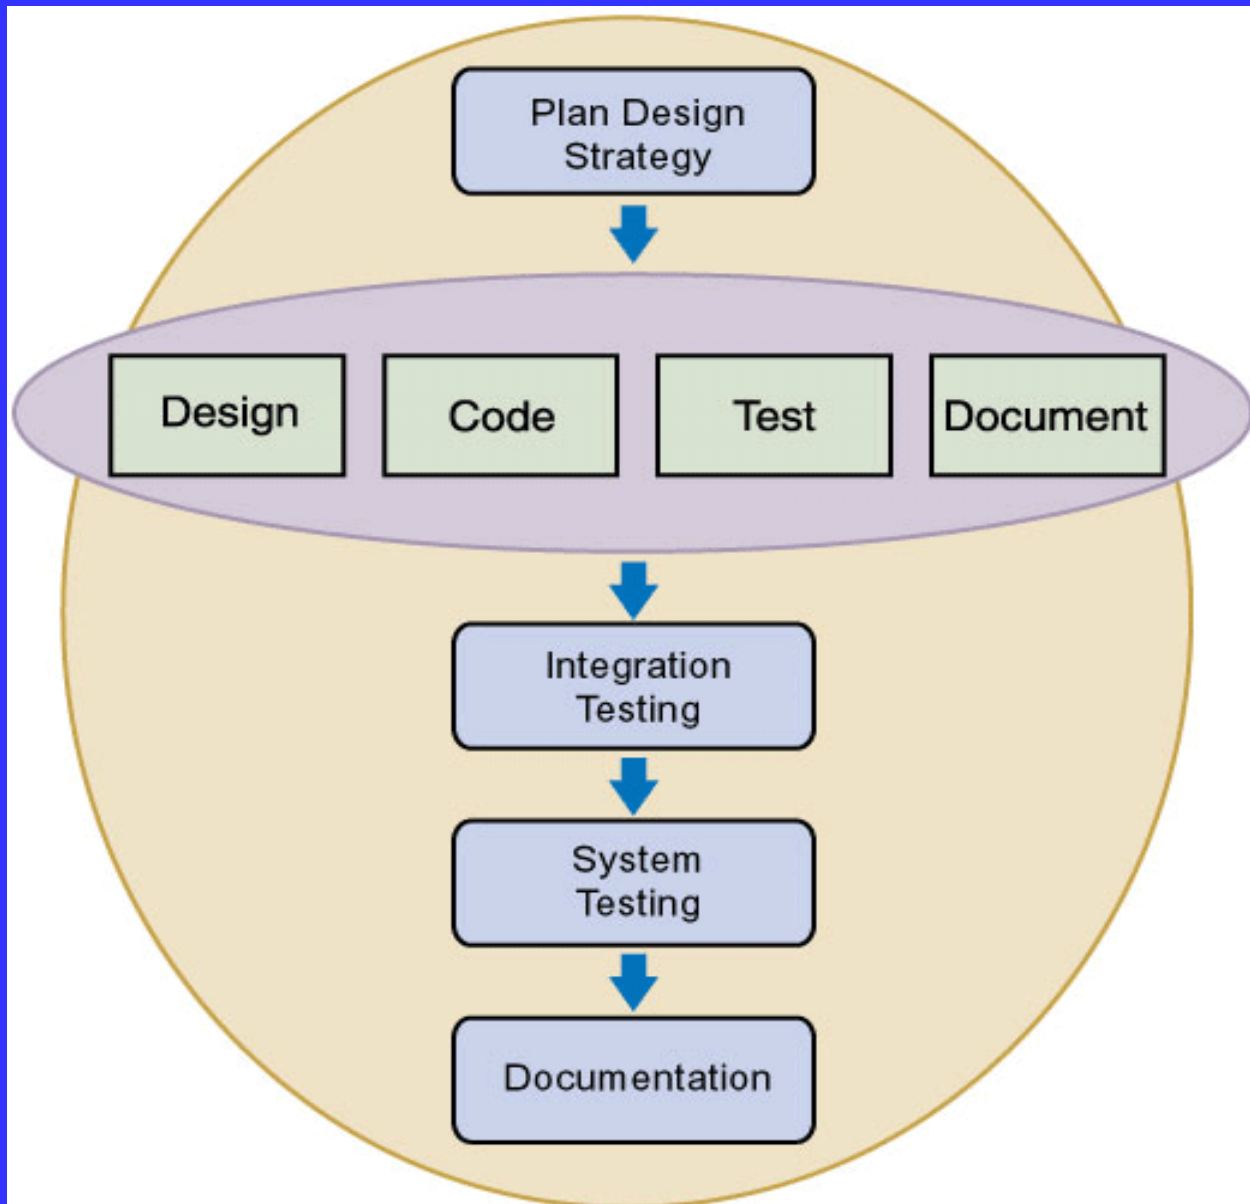 Plan Design
Strategy
Design
Code
Test
Document
Integration
Testing
System
Testing
Documentation